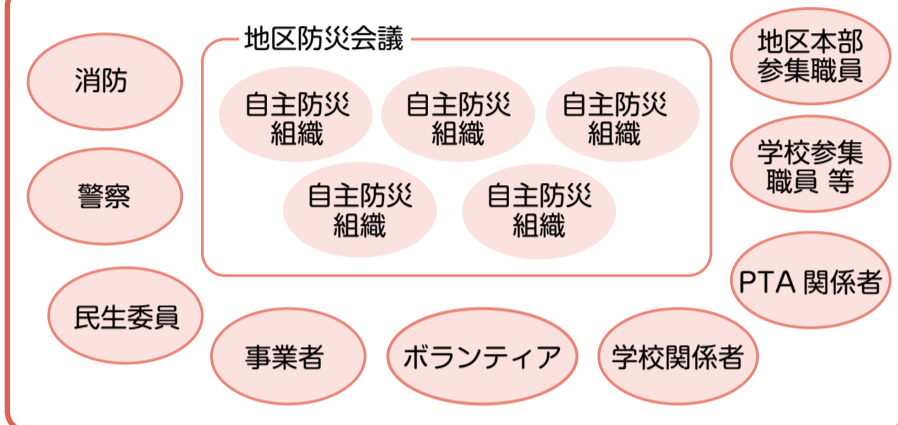 地区防災会議
自主防災
組織
自主防災
組織
自主防災
組織
自主防災
組織
自主防災
組織
消防
警察
民生委員
事業者
ボランティア
学校関係者
地区本部
参集職員
学校参集
職員 等
PTA 関係者